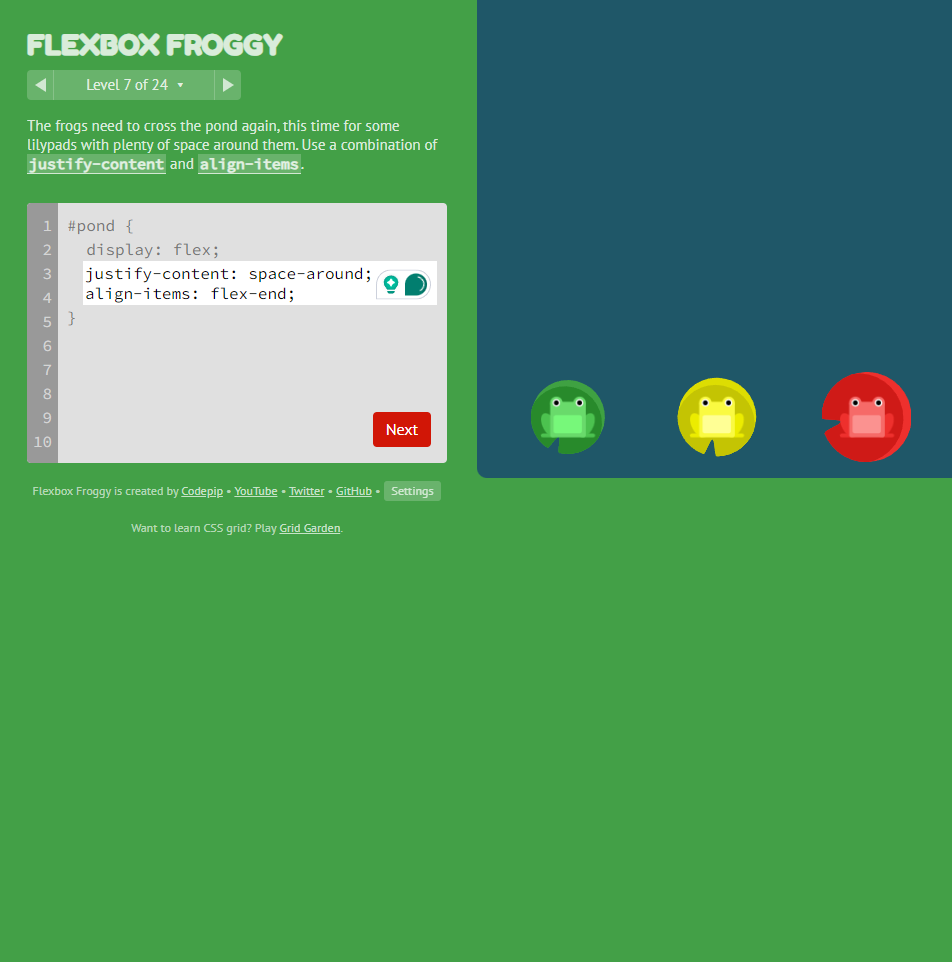 FLEXBOX FROGGY
◀ Level 7 of 24 ▾ ▶
The frogs need to cross the pond again, this time for some
lilypads with plenty of space around them. Use a combination of
justify-content and align-items.
1 #pond {
2 display: flex;
3 justify-content: space-around;
4 align-items: flex-end;
5 }
6
7
8
9
10
Next
Flexbox Froggy is created by Codepip • YouTube • Twitter • GitHub • Settings
Want to learn CSS grid? Play Grid Garden.